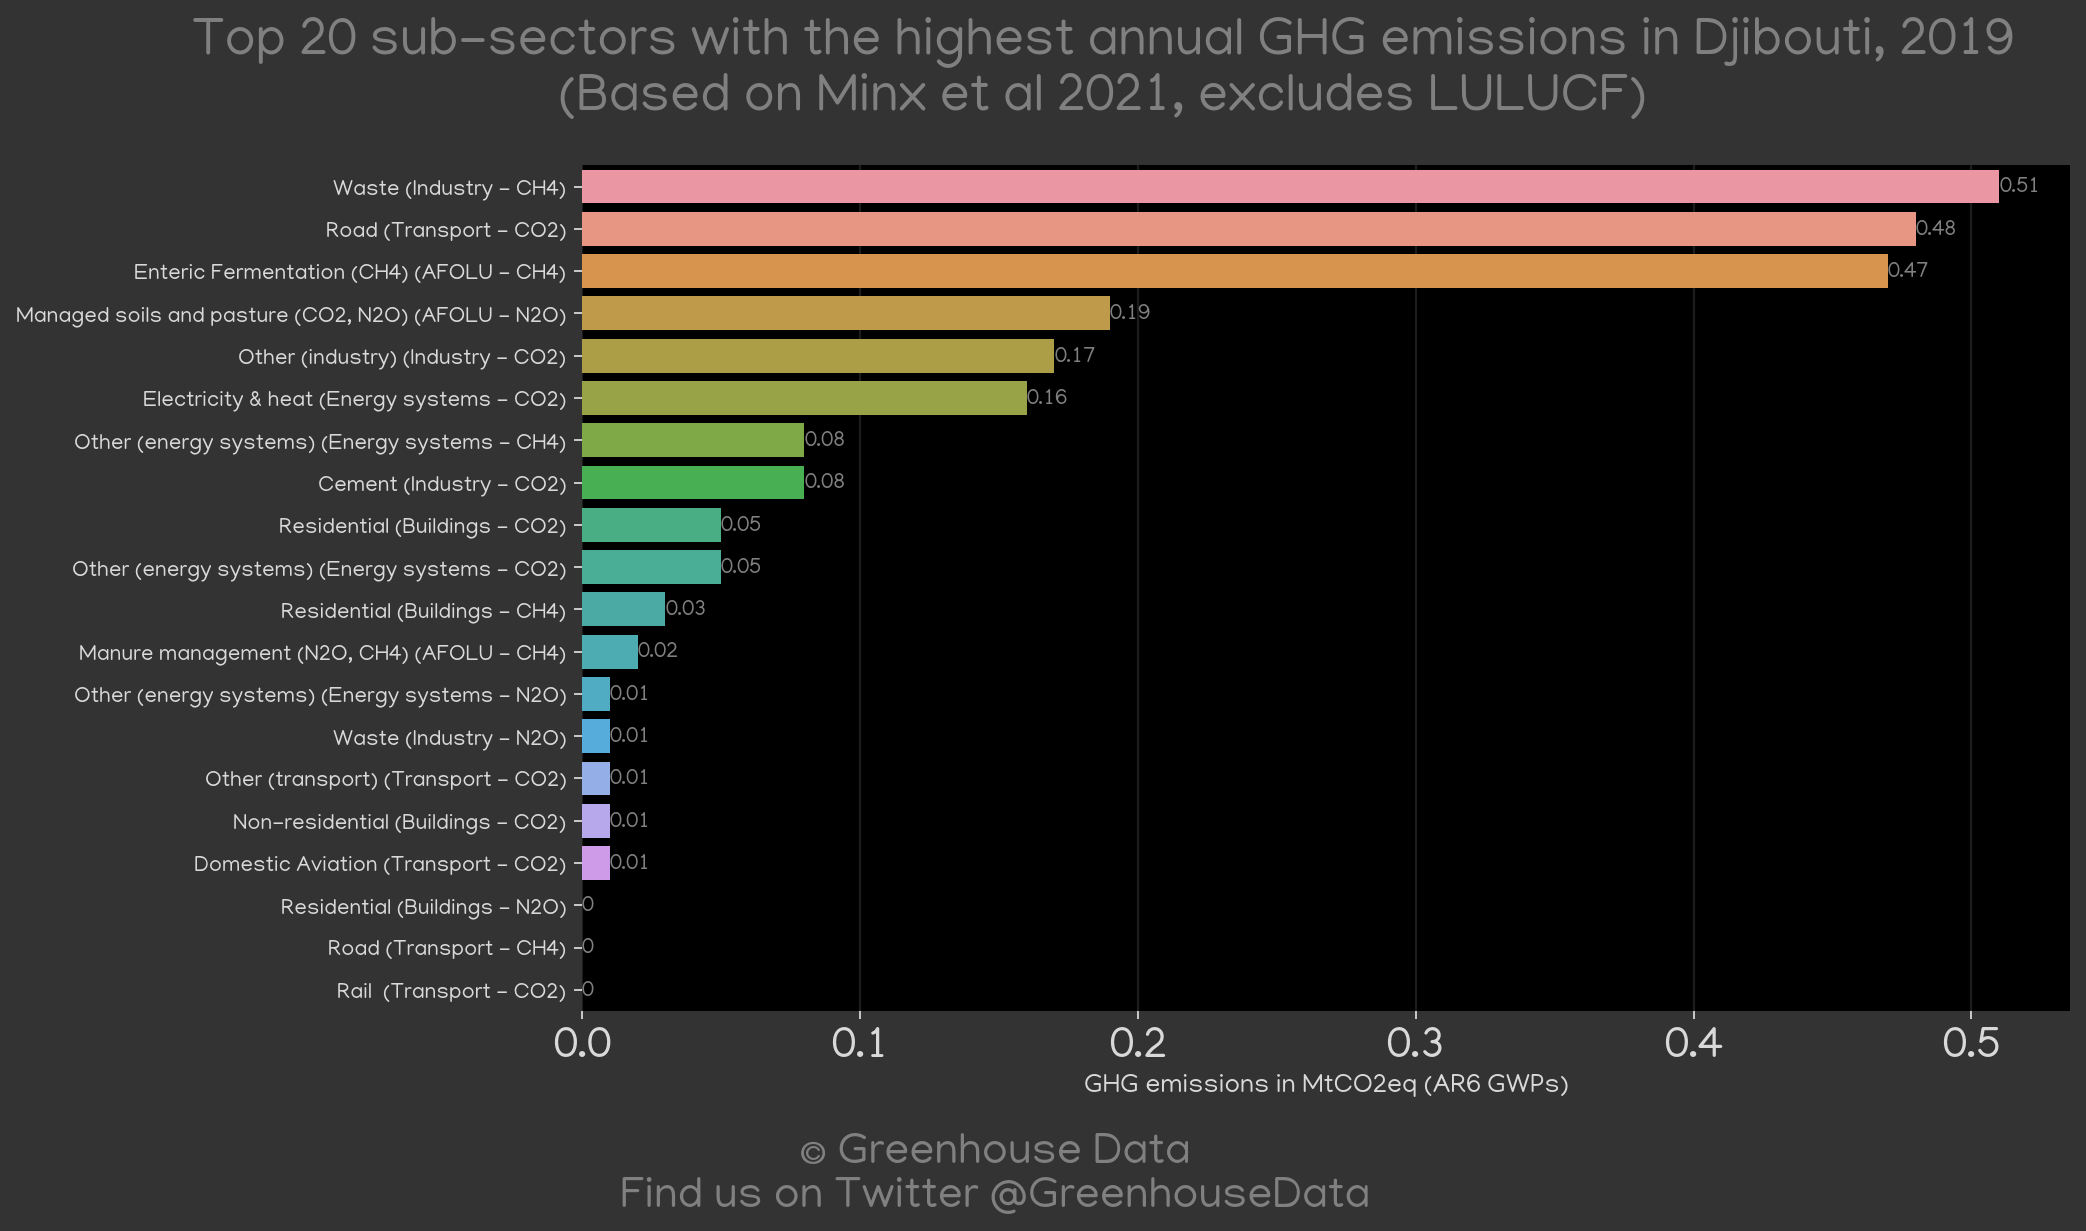 Top 20 sub-sectors with the highest annual GHG emissions in Djibouti, 2019
(Based on Minx et al 2021, excludes LULUCF)
Waste (Industry - CH4) 0.51
Road (Transport - CO2) 0.48
Enteric Fermentation (CH4) (AFOLU - CH4) 0.47
Managed soils and pasture (CO2, N2O) (AFOLU - N2O) 0.19
Other (industry) (Industry - CO2) 0.17
Electricity & heat (Energy systems - CO2) 0.16
Other (energy systems) (Energy systems - CH4) 0.08
Cement (Industry - CO2) 0.08
Residential (Buildings - CO2) 0.05
Other (energy systems) (Energy systems - CO2) 0.05
Residential (Buildings - CH4) 0.03
Manure management (N2O, CH4) (AFOLU - CH4) 0.02
Other (energy systems) (Energy systems - N2O) 0.01
Waste (Industry - N2O) 0.01
Other (transport) (Transport - CO2) 0.01
Non-residential (Buildings - CO2) 0.01
Domestic Aviation (Transport - CO2) 0.01
Residential (Buildings - N2O) 0
Road (Transport - CH4) 0
Rail (Transport - CO2) 0
0.0 0.1 0.2 0.3 0.4 0.5
GHG emissions in MtCO2eq (AR6 GWPs)
© Greenhouse Data
Find us on Twitter @GreenhouseData